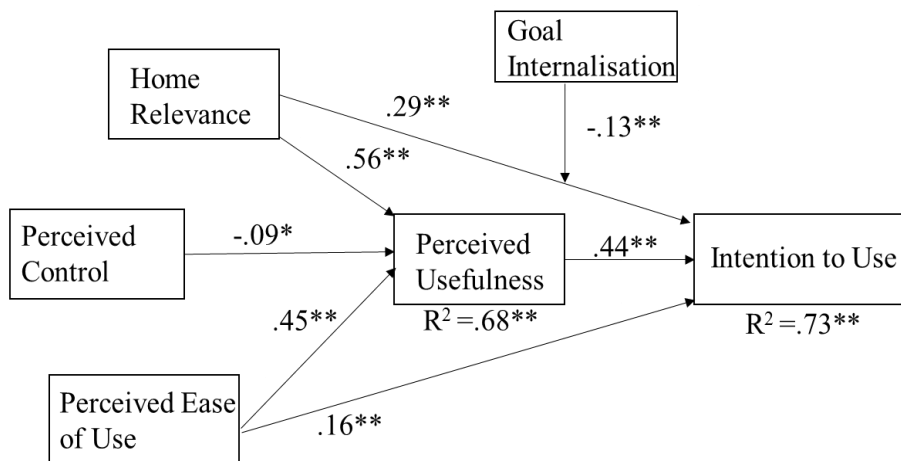 Goal
Internalisation
Home
Relevance
.29**
-.13**
.56**
Perceived
Control
-.09*
Perceived
Usefulness
.44**
Intention to Use
R² =.68**
R² =.73**
.45**
Perceived Ease
of Use
.16**